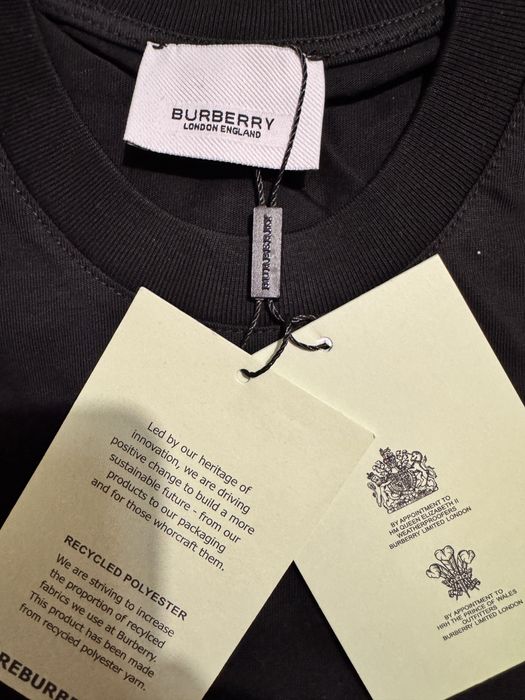 BURBERRY
LONDON ENGLAND
BURBERRY
Led by our heritage of
innovation, we are driving
positive change to build a more
sustainable future - from our
products to our packaging
and for those whorcraft them.
RECYCLED POLYESTER
We are striving to increase
the proportion of recylced
fabrics we use at Burberry.
This product has been made
from recycled polyester yarn.
REBURBE
BY APPOINTMENT TO
HM QUEEN ELIZABETH II
WEATHERPROOFERS
BURBERRY LIMITED LONDON
BY APPOINTMENT TO
HRH THE PRINCE OF WALES
OUTFITTERS
BURBERRY LIMITED LONDON